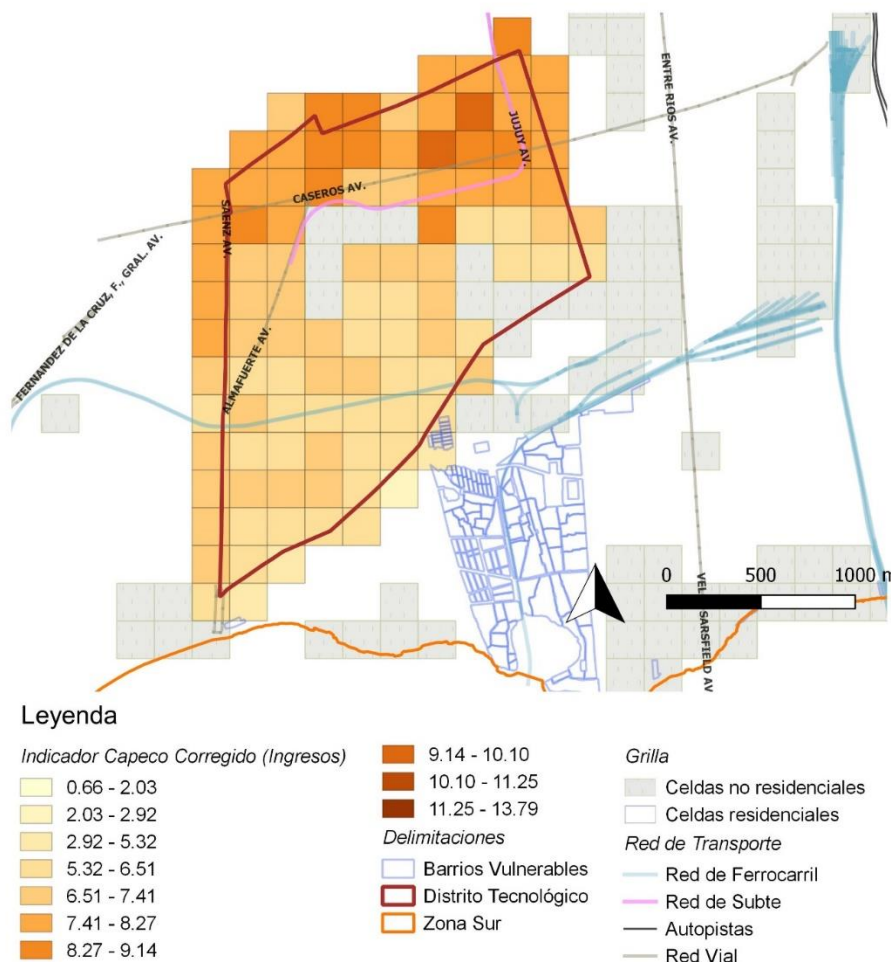 ENTRE RIOS AV.
JUJUY AV.
CASEROS AV.
SAENZ AV.
FERNANDEZ DE LA CRUZ, F., GRAL. AV.
ALMAFUERTE AV.
0 500 1000 m
SARSFIELD AV
Leyenda
Indicador Capeco Corregido (Ingresos)
0.66 - 2.03
2.03 - 2.92
2.92 - 5.32
5.32 - 6.51
6.51 - 7.41
7.41 - 8.27
8.27 - 9.14
9.14 - 10.10
10.10 - 11.25
11.25 - 13.79
Delimitaciones
Barrios Vulnerables
Distrito Tecnológico
Zona Sur
Grilla
Celdas no residenciales
Celdas residenciales
Red de Transporte
Red de Ferrocarril
Red de Subte
Autopistas
Red Vial